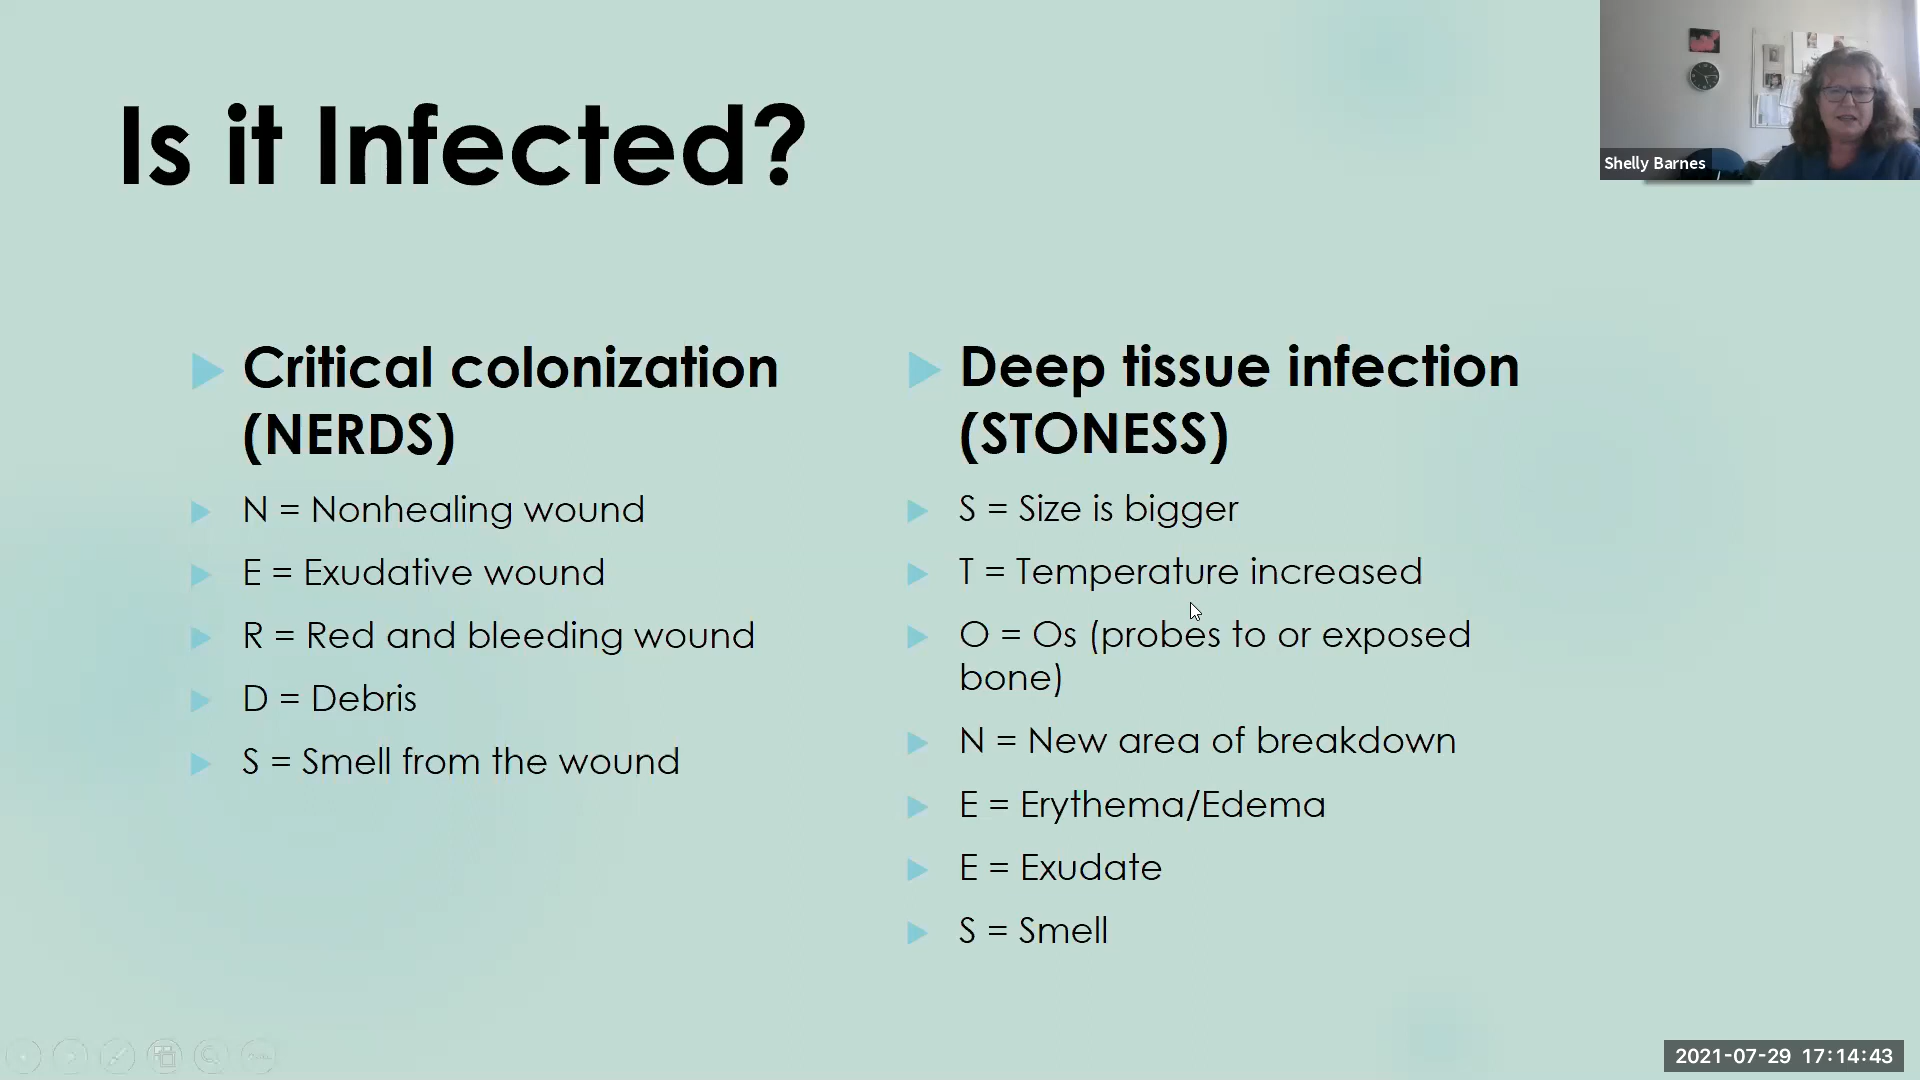 Is it Infected?
Shelly Barnes
Critical colonization
(NERDS)
N = Nonhealing wound
E = Exudative wound
R = Red and bleeding wound
D = Debris
S = Smell from the wound
Deep tissue infection
(STONESS)
S = Size is bigger
T = Temperature increased
O = Os (probes to or exposed
bone)
N = New area of breakdown
E = Erythema/Edema
E = Exudate
S = Smell
2021-07-29 17:14:43